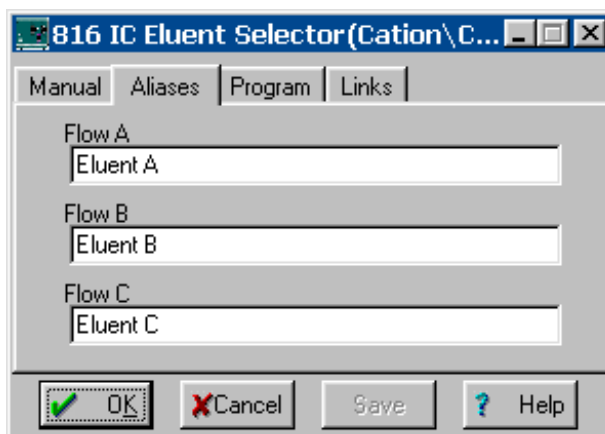 816 IC Eluent Selector(Cation\C...
Manual Aliases Program Links
Flow A
Eluent A
Flow B
Eluent B
Flow C
Eluent C
OK Cancel Save ? Help